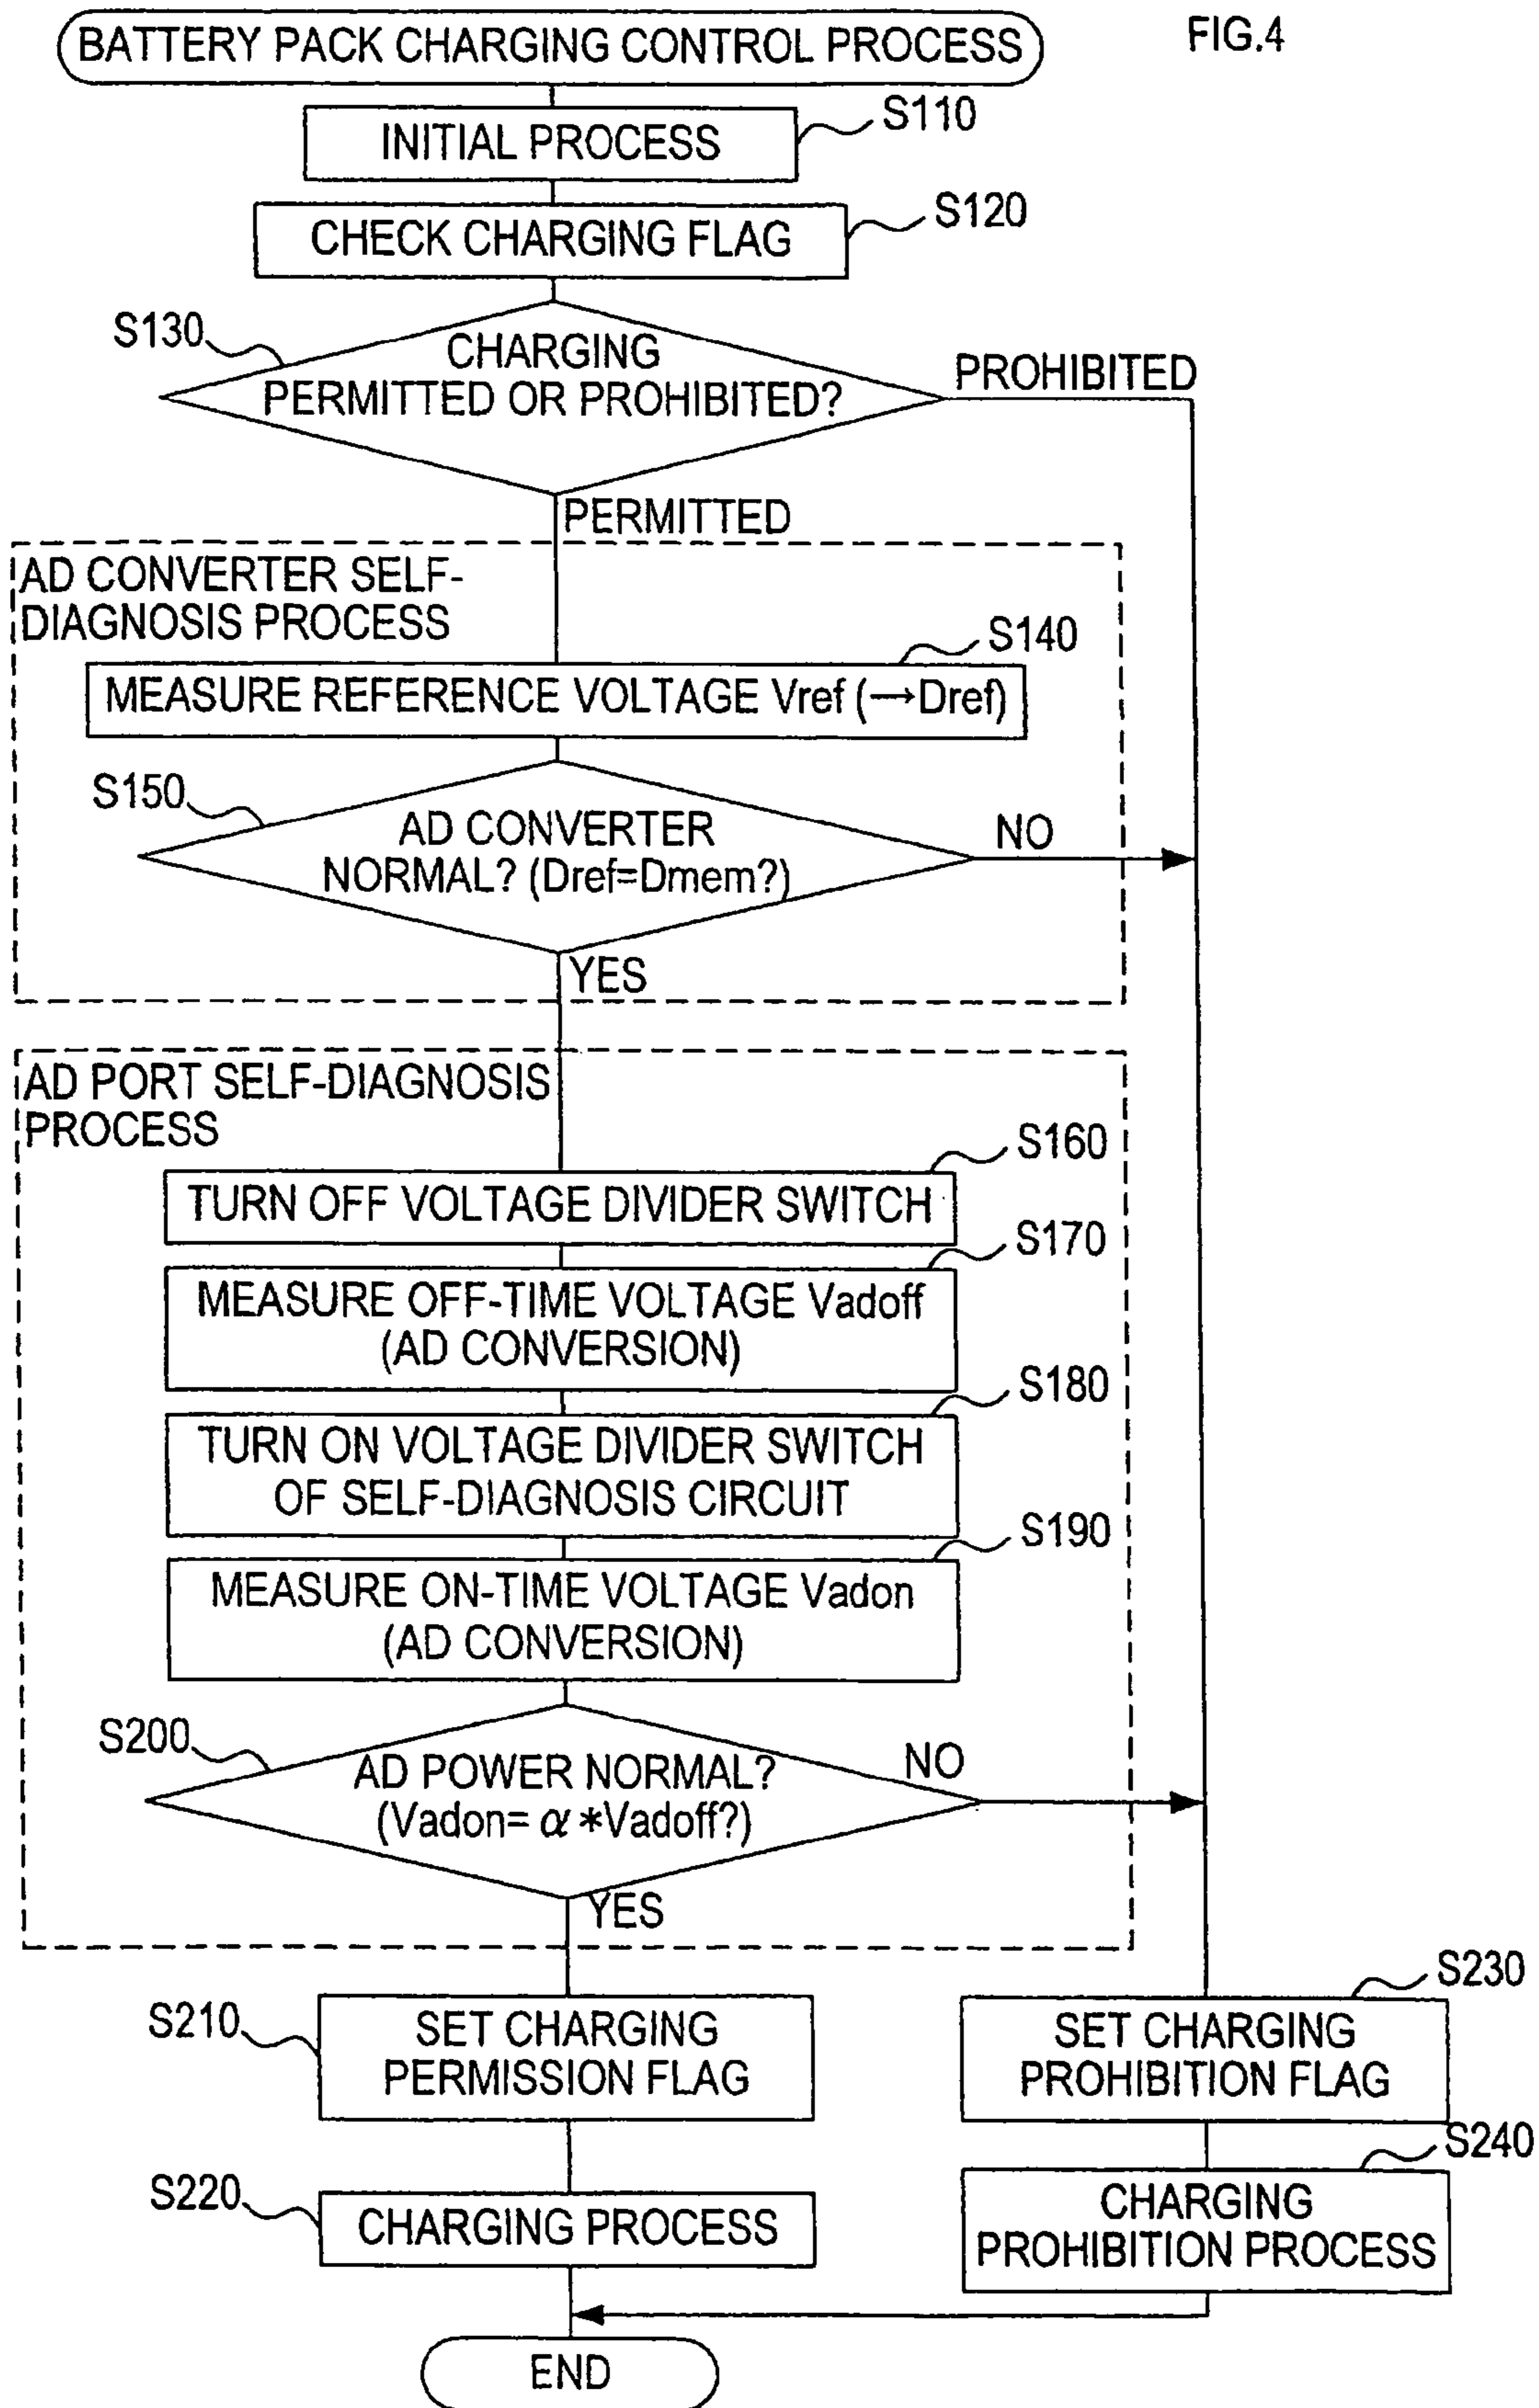 BATTERY PACK CHARGING CONTROL PROCESS
FIG.4
INITIAL PROCESS
S110
CHECK CHARGING FLAG
S120
S130
CHARGING
PERMITTED OR PROHIBITED?
PROHIBITED
PERMITTED
AD CONVERTER SELF-
DIAGNOSIS PROCESS
S140
MEASURE REFERENCE VOLTAGE Vref (→Dref)
S150
AD CONVERTER
NORMAL? (Dref=Dmem?)
NO
YES
AD PORT SELF-DIAGNOSIS
PROCESS
S160
TURN OFF VOLTAGE DIVIDER SWITCH
S170
MEASURE OFF-TIME VOLTAGE Vadoff
(AD CONVERSION)
S180
TURN ON VOLTAGE DIVIDER SWITCH
OF SELF-DIAGNOSIS CIRCUIT
S190
MEASURE ON-TIME VOLTAGE Vadon
(AD CONVERSION)
S200
AD POWER NORMAL?
(Vadon= α *Vadoff?)
NO
YES
S210
SET CHARGING
PERMISSION FLAG
S230
SET CHARGING
PROHIBITION FLAG
S220
CHARGING PROCESS
S240
CHARGING
PROHIBITION PROCESS
END